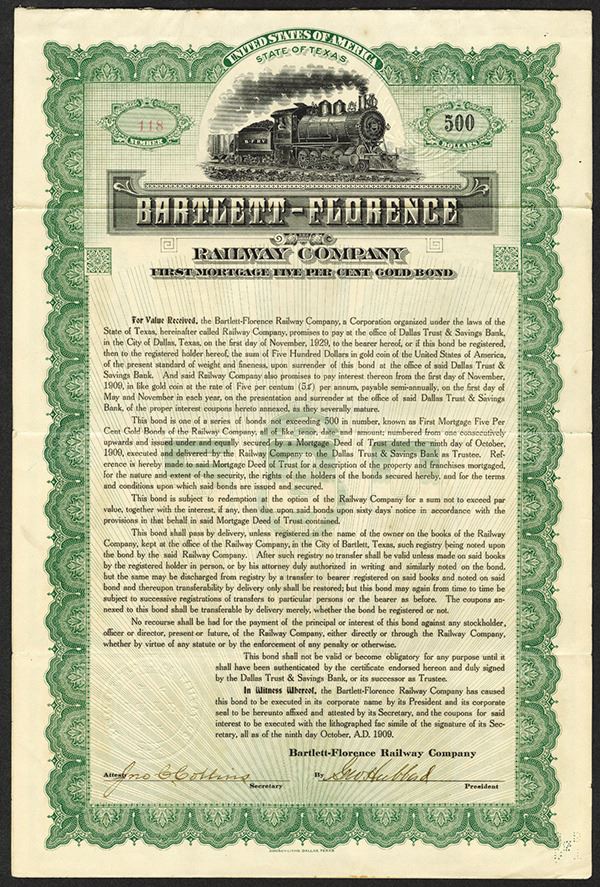 UNITED STATES OF AMERICA
STATE OF TEXAS
118
NUMBER
500
DOLLARS
BARTLETT-FLORENCE
RAILWAY COMPANY
FIRST MORTGAGE FIVE PER CENT GOLD BOND
For Value Received, the Bartlett-Florence Railway Company, a Corporation organized under the laws of the
State of Texas, hereinafter called Railway Company, promises to pay at the office of Dallas Trust & Savings Bank,
in the City of Dallas, Texas, on the first day of November, 1929, to the bearer hereof, or if this bond be registered,
then to the registered holder hereof, the sum of Five Hundred Dollars in gold coin of the United States of America,
of the present standard of weight and fineness, upon surrender of this bond at the office of said Dallas Trust &
Savings Bank. And said Railway Company also promises to pay interest thereon from the first day of November,
1909, in like gold coin at the rate of Five per centum (5%) per annum, payable semi-annually, on the first day of
May and November in each year, on the presentation and surrender at the office of said Dallas Trust & Savings
Bank, of the proper interest coupons hereto annexed, as they severally mature.
This bond is one of a series of bonds not exceeding 500 in number, known as First Mortgage Five Per
Cent Gold Bonds of the Railway Company, all of like tenor, date and amount; numbered from one consecutively
upwards and issued under and equally secured by a Mortgage Deed of Trust dated the ninth day of October,
1909, executed and delivered by the Railway Company to the Dallas Trust & Savings Bank as Trustee. Ref-
erence is hereby made to said Mortgage Deed of Trust for a description of the property and franchises mortgaged,
for the nature and extent of the security, the rights of the holders of the bonds secured hereby, and for the terms
and conditions upon which said bonds are issued and secured.
This bond is subject to redemption at the option of the Railway Company for a sum not to exceed par
value, together with the interest, if any, then due upon said bonds upon sixty days' notice in accordance with the
provisions in that behalf in said Mortgage Deed of Trust contained.
This bond shall pass by delivery, unless registered in the name of the owner on the books of the Railway
Company, kept at the office of the Railway Company, in the City of Bartlett, Texas, such registry being noted upon
the bond by the said Railway Company. After such registry no transfer shall be valid unless made on said books
by the registered holder in person, or by his attorney duly authorized in writing and similarly noted on the bond.
but the same may be discharged from registry by a transfer to bearer registered on said books and noted on said
bond and thereupon transferability by delivery only shall be restored; but this bond may again from time to time be
subject to successive registrations of transfers to particular persons or the bearer as before. The coupons an-
nexed to this bond shall be transferable by delivery merely, whether the bond be registered or not.
No recourse shall be had for the payment of the principal or interest of this bond against any stockholder,
officer or director, present or future, of the Railway Company, either directly or through the Railway Company,
whether by virtue of any statute or by the enforcement of any penalty or otherwise.
This bond shall not be valid or become obligatory for any purpose until it
shall have been authenticated by the certificate endorsed hereon and duly signed
by the Dallas Trust & Savings Bank, or its successor as Trustee.
In Witness Whereof, the Bartlett-Florence Railway Company has caused
this bond to be executed in its corporate name by its President and its corporate
seal to be hereunto affixed and attested by its Secretary, and the coupons for said
interest to be executed with the lithographed fac simile of the signature of its Sec-
retary, all as of the ninth day October, A.D. 1909.
Bartlett-Florence Railway Company
Attest Jno C Collins
Secretary
By Geo Hubbard
President